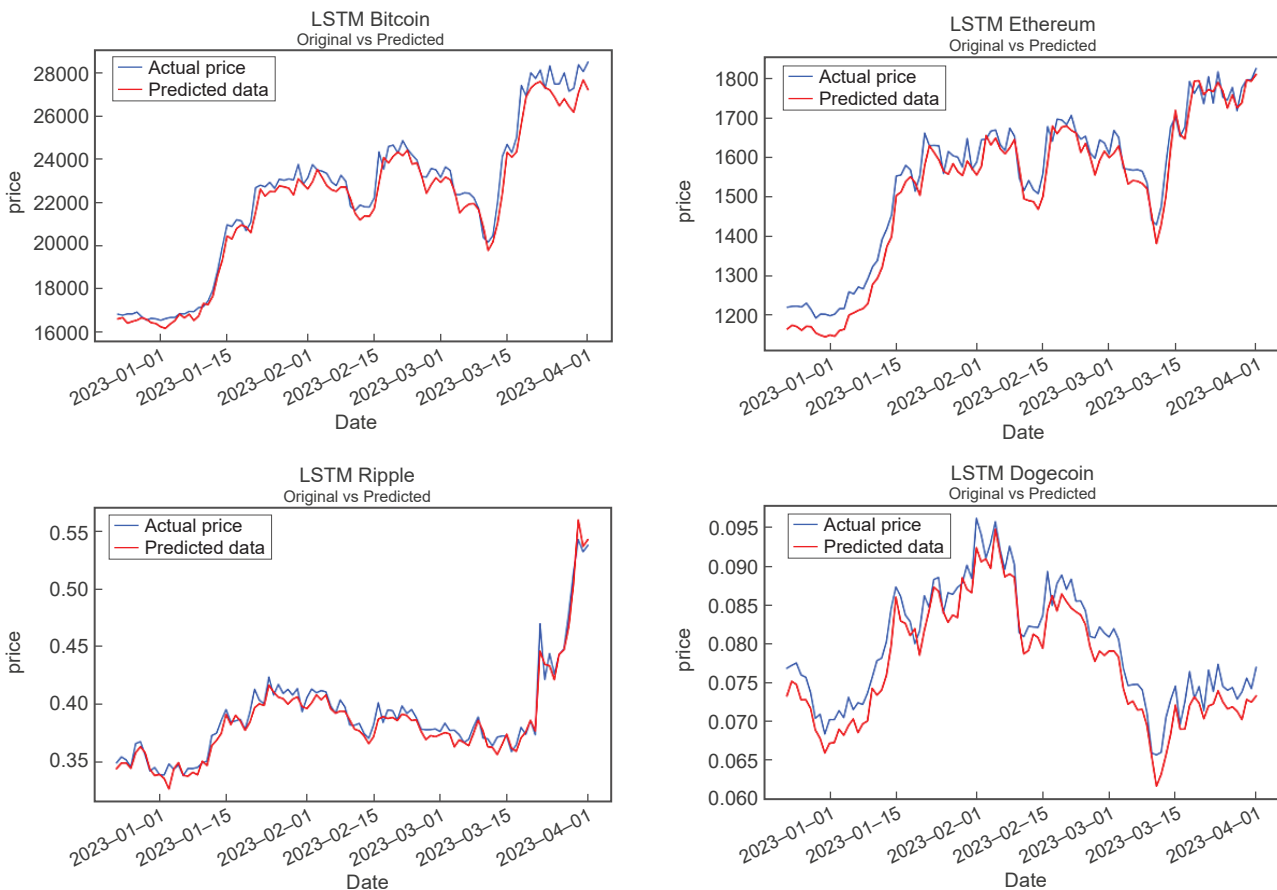 LSTM Bitcoin
Original vs Predicted
Actual price
Predicted data
price
28000
26000
24000
22000
20000
18000
16000
2023–01–01
2023–01–15
2023–02–01
2023–02–15
2023–03–01
2023–03–15
2023–04–01
Date
LSTM Ethereum
Original vs Predicted
Actual price
Predicted data
price
1800
1700
1600
1500
1400
1300
1200
2023–01–01
2023–01–15
2023–02–01
2023–02–15
2023–03–01
2023–03–15
2023–04–01
Date
LSTM Ripple
Original vs Predicted
Actual price
Predicted data
price
0.55
0.50
0.45
0.40
0.35
2023–01–01
2023–01–15
2023–02–01
2023–02–15
2023–03–01
2023–03–15
2023–04–01
Date
LSTM Dogecoin
Original vs Predicted
Actual price
Predicted data
price
0.095
0.090
0.085
0.080
0.075
0.070
0.065
0.060
2023–01–01
2023–01–15
2023–02–01
2023–02–15
2023–03–01
2023–03–15
2023–04–01
Date